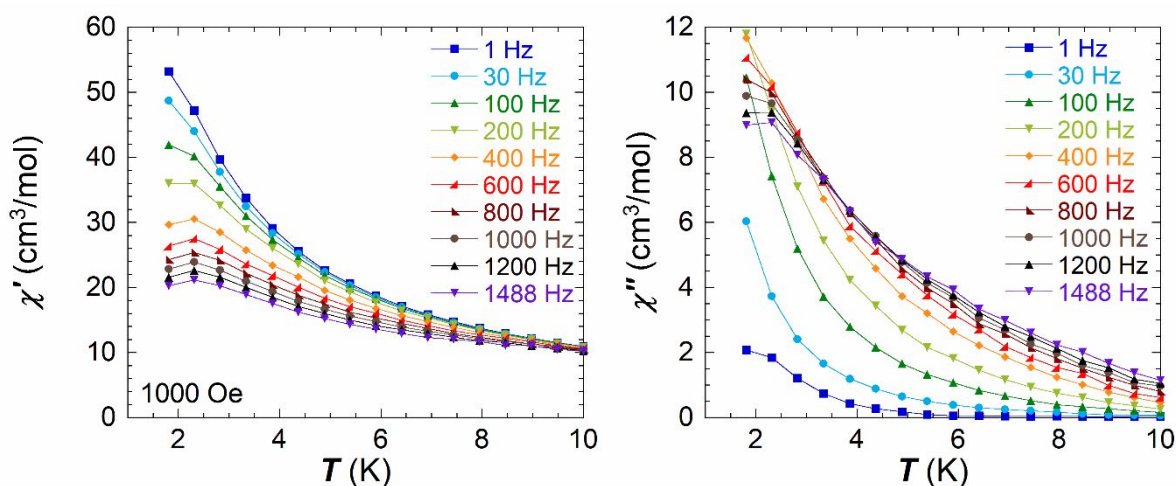 60
50
40
30
20
10
0
χ′ (cm³/mol)
1 Hz
30 Hz
100 Hz
200 Hz
400 Hz
600 Hz
800 Hz
1000 Hz
1200 Hz
1488 Hz
1000 Oe
2 4 6 8 10
T (K)
12
10
8
6
4
2
0
χ″ (cm³/mol)
1 Hz
30 Hz
100 Hz
200 Hz
400 Hz
600 Hz
800 Hz
1000 Hz
1200 Hz
1488 Hz
2 4 6 8 10
T (K)